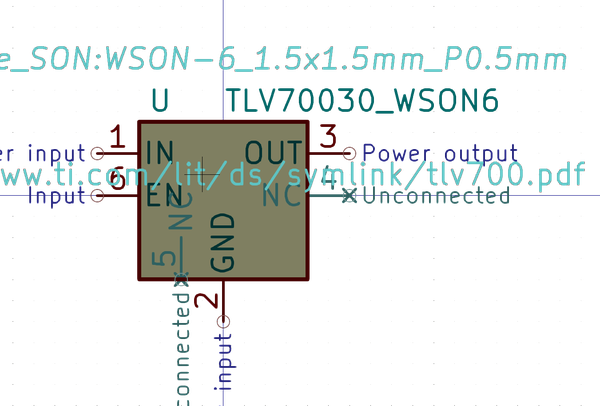 e_SON:WSON-6_1.5x1.5mm_P0.5mm
U TLV70030_WSON6
er input 1 IN OUT 3 Power output
ww.ti.com/lit/ds/symlink/tlv700.pdf
Input 6 EN NC 4 Unconnected
NC
5
GND
2
connected
input